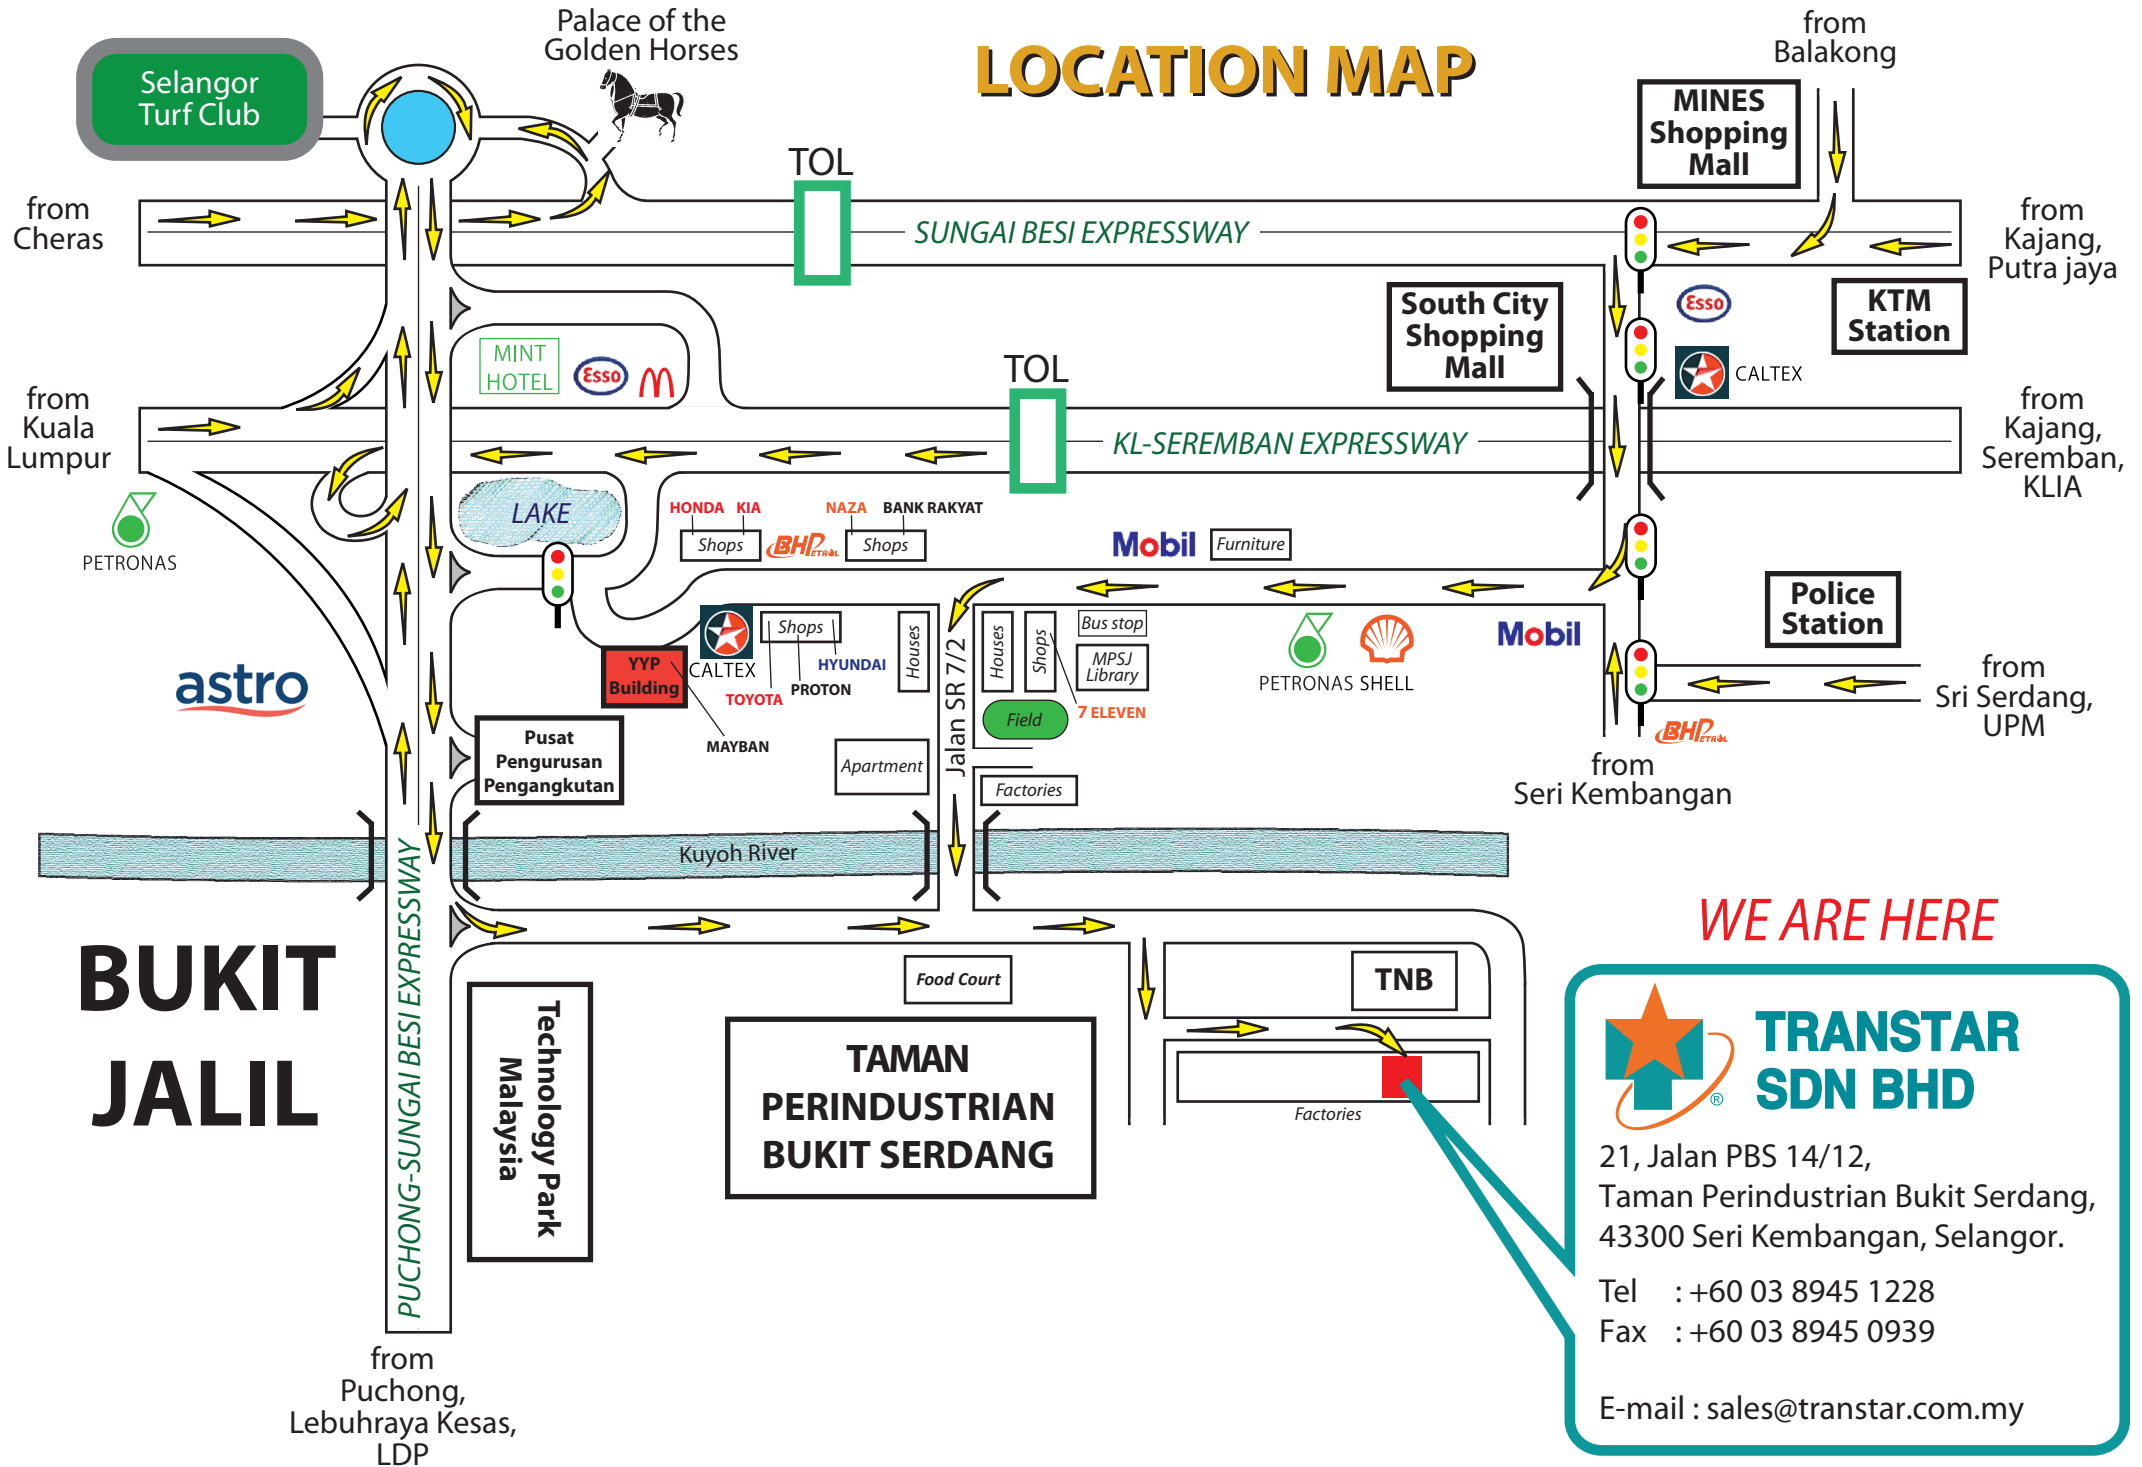 LOCATION MAP
Palace of the
Golden Horses
Selangor
Turf Club
from
Balakong
MINES
Shopping
Mall
TOL
from
Cheras
SUNGAI BESI EXPRESSWAY
from
Kajang,
Putra jaya
South City
Shopping
Mall
Esso
KTM
Station
MINT
HOTEL
Esso
TOL
CALTEX
from
Kuala
Lumpur
KL-SEREMBAN EXPRESSWAY
from
Kajang,
Seremban,
KLIA
PETRONAS
LAKE
HONDA KIA
Shops
BHPETROL
NAZA BANK RAKYAT
Shops
Mobil
Furniture
Police
Station
astro
YYP
Building
MAYBAN
CALTEX
Shops
TOYOTA
PROTON
HYUNDAI
Houses
Jalan SR 7/2
Houses
Shops
Bus stop
MPSJ
Library
7 ELEVEN
Field
PETRONAS
SHELL
Mobil
from
Sri Serdang,
UPM
BHPETROL
from
Seri Kembangan
Pusat
Pengurusan
Pengangkutan
Apartment
Factories
Kuyoh River
PUCHONG-SUNGAI BESI EXPRESSWAY
BUKIT
JALIL
Technology Park
Malaysia
Food Court
TAMAN
PERINDUSTRIAN
BUKIT SERDANG
TNB
Factories
from
Puchong,
Lebuhraya Kesas,
LDP
WE ARE HERE
®
TRANSTAR
SDN BHD
21, Jalan PBS 14/12,
Taman Perindustrian Bukit Serdang,
43300 Seri Kembangan, Selangor.
Tel : +60 03 8945 1228
Fax : +60 03 8945 0939
E-mail : sales@transtar.com.my